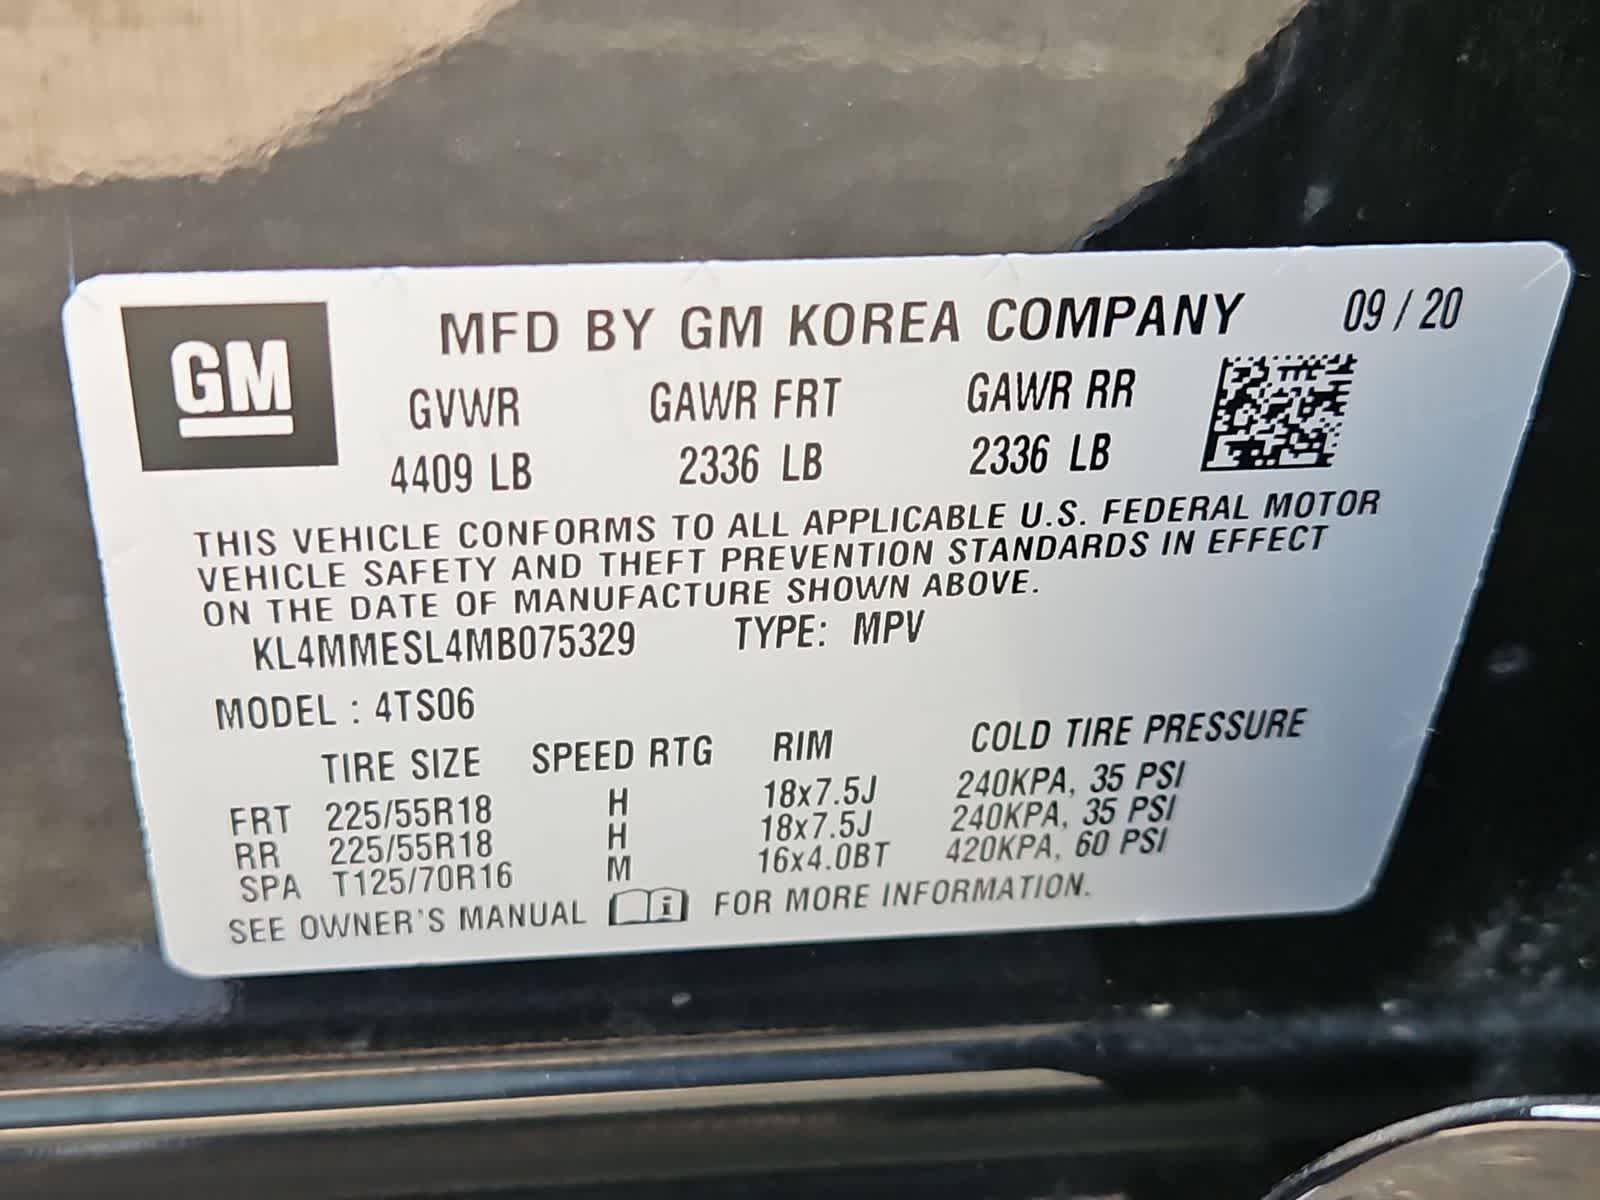 GM
MFD BY GM KOREA COMPANY 09 / 20
GVWR GAWR FRT GAWR RR
4409 LB 2336 LB 2336 LB
THIS VEHICLE CONFORMS TO ALL APPLICABLE U.S. FEDERAL MOTOR
VEHICLE SAFETY AND THEFT PREVENTION STANDARDS IN EFFECT
ON THE DATE OF MANUFACTURE SHOWN ABOVE.
KL4MMESL4MB075329 TYPE: MPV
MODEL : 4TS06
TIRE SIZE SPEED RTG RIM COLD TIRE PRESSURE
FRT 225/55R18 H 18x7.5J 240KPA, 35 PSI
RR 225/55R18 H 18x7.5J 240KPA, 35 PSI
SPA T125/70R16 M 16x4.0BT 420KPA, 60 PSI
SEE OWNER'S MANUAL i FOR MORE INFORMATION.